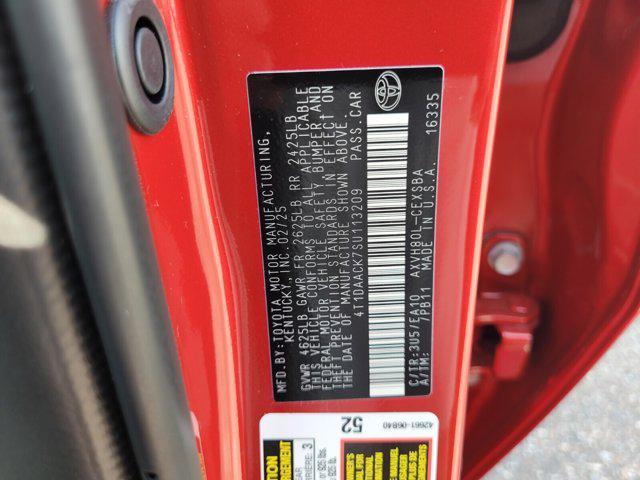 MFD.BY:TOYOTA MOTOR MANUFACTURING,
KENTUCKY, INC. 02/25
GVWR 4625LB GAWR FR 2625LB RR 2425LB
THIS VEHICLE CONFORMS TO ALL APPLICABLE
FEDERAL MOTOR VEHICLE SAFETY, BUMPER, AND
THEFT PREVENTION STANDARDS IN EFFECT ON
THE DATE OF MANUFACTURE SHOWN ABOVE.
4T1DAACK7SU113209 PASS.CAR
C/TR:3U5/EA10 AXVH80L-CEXSBA
A/TM: /PB11 MADE IN U.S.A. 16335
52
42661-06B40
3